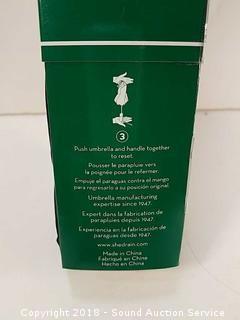 3
Push umbrella and handle together
to reset.
Pousser le parapluie vers
la poignée pour le refermer.
Empuje el paraguas contra el mango
para regresarlo a su posición original.
Umbrella manufacturing
expertise since 1947.
Expert dans la fabrication de
parapluies depuis 1947.
Experiencia en la fabricación de
paraguas desde 1947.
www.shedrain.com
Made in China
Fabriqué en Chine
Hecho en China
Copyright 2018 - Sound Auction Service